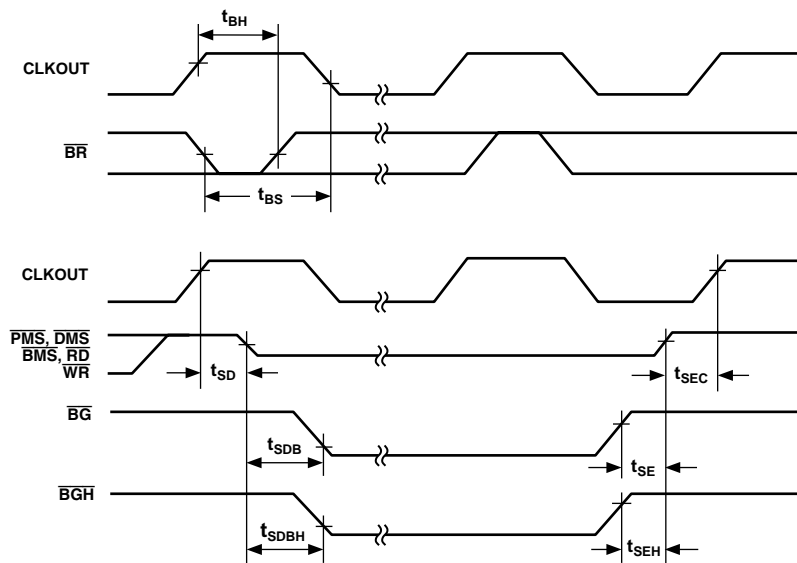 tBH
CLKOUT
BR
tBS
CLKOUT
PMS, DMS
BMS, RD
WR
tSD
tSEC
BG
tSDB
tSE
BGH
tSDBH
tSEH